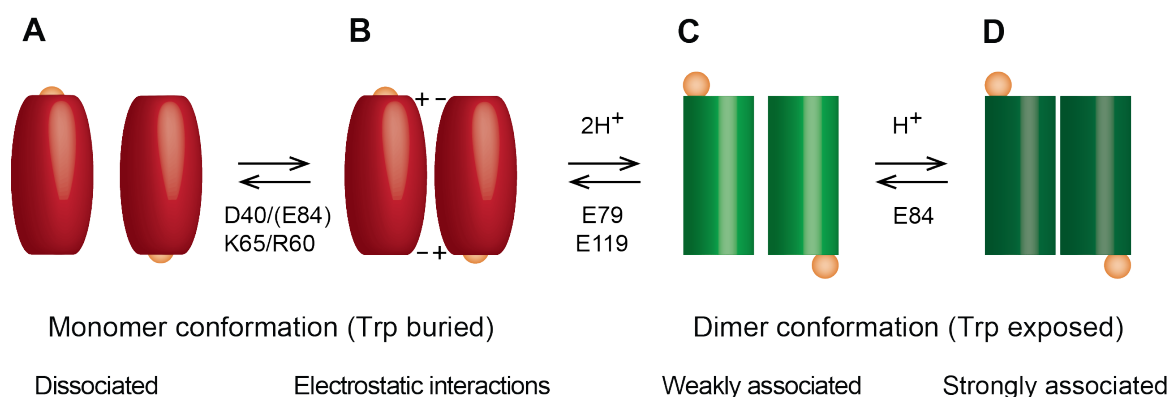 A
B
C
D
+ −
2H+
H+
D40/(E84)
K65/R60
E79
E119
E84
− +
Monomer conformation (Trp buried)
Dimer conformation (Trp exposed)
Dissociated
Electrostatic interactions
Weakly associated
Strongly associated